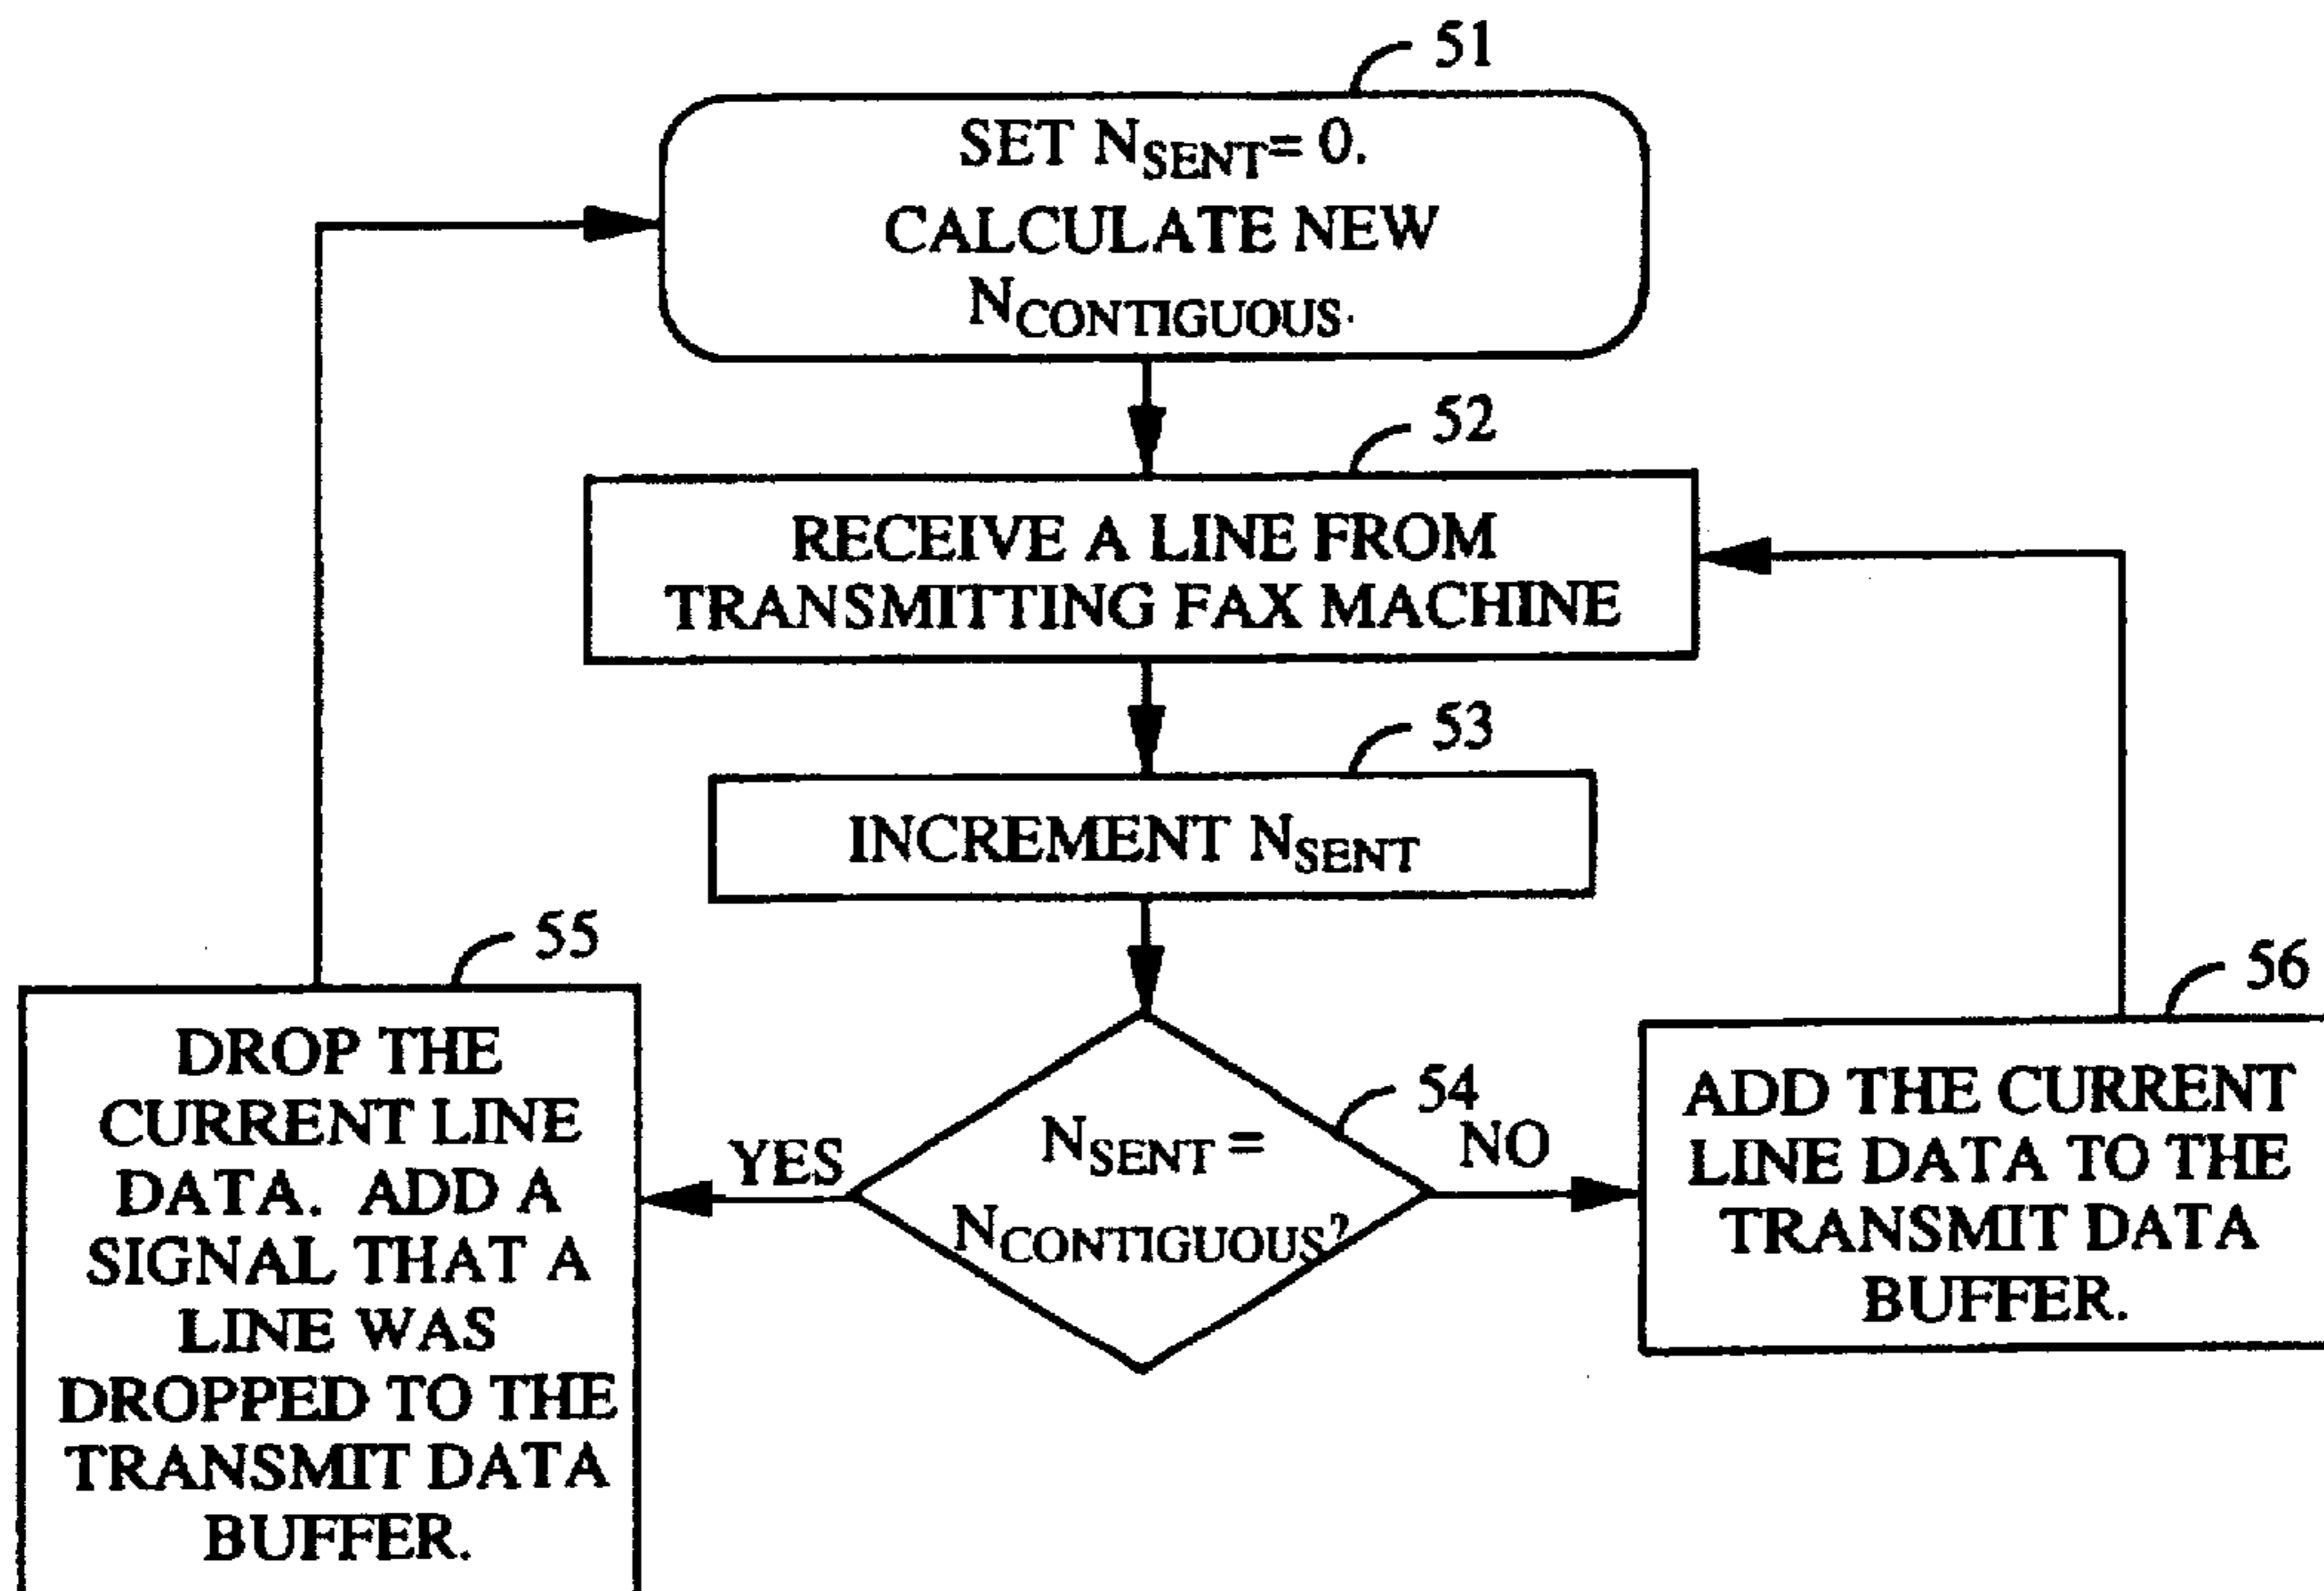 51
SET NSENT= 0.
CALCULATE NEW
NCONTIGUOUS.
52
RECEIVE A LINE FROM
TRANSMITTING FAX MACHINE
53
INCREMENT NSENT
54
NSENT =
NCONTIGUOUS?
YES
NO
55
DROP THE
CURRENT LINE
DATA. ADD A
SIGNAL THAT A
LINE WAS
DROPPED TO THE
TRANSMIT DATA
BUFFER.
56
ADD THE CURRENT
LINE DATA TO THE
TRANSMIT DATA
BUFFER.